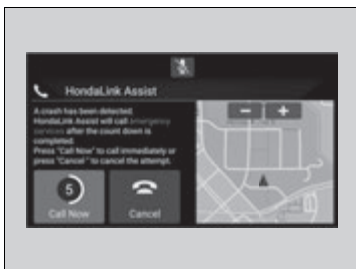 HondaLink Assist
A crash has been detected.
HondaLink Assist will call emergency
services after the count down is
completed.
Press "Call Now" to call immediately or
press "Cancel" to cancel the attempt.
5
Call Now
Cancel